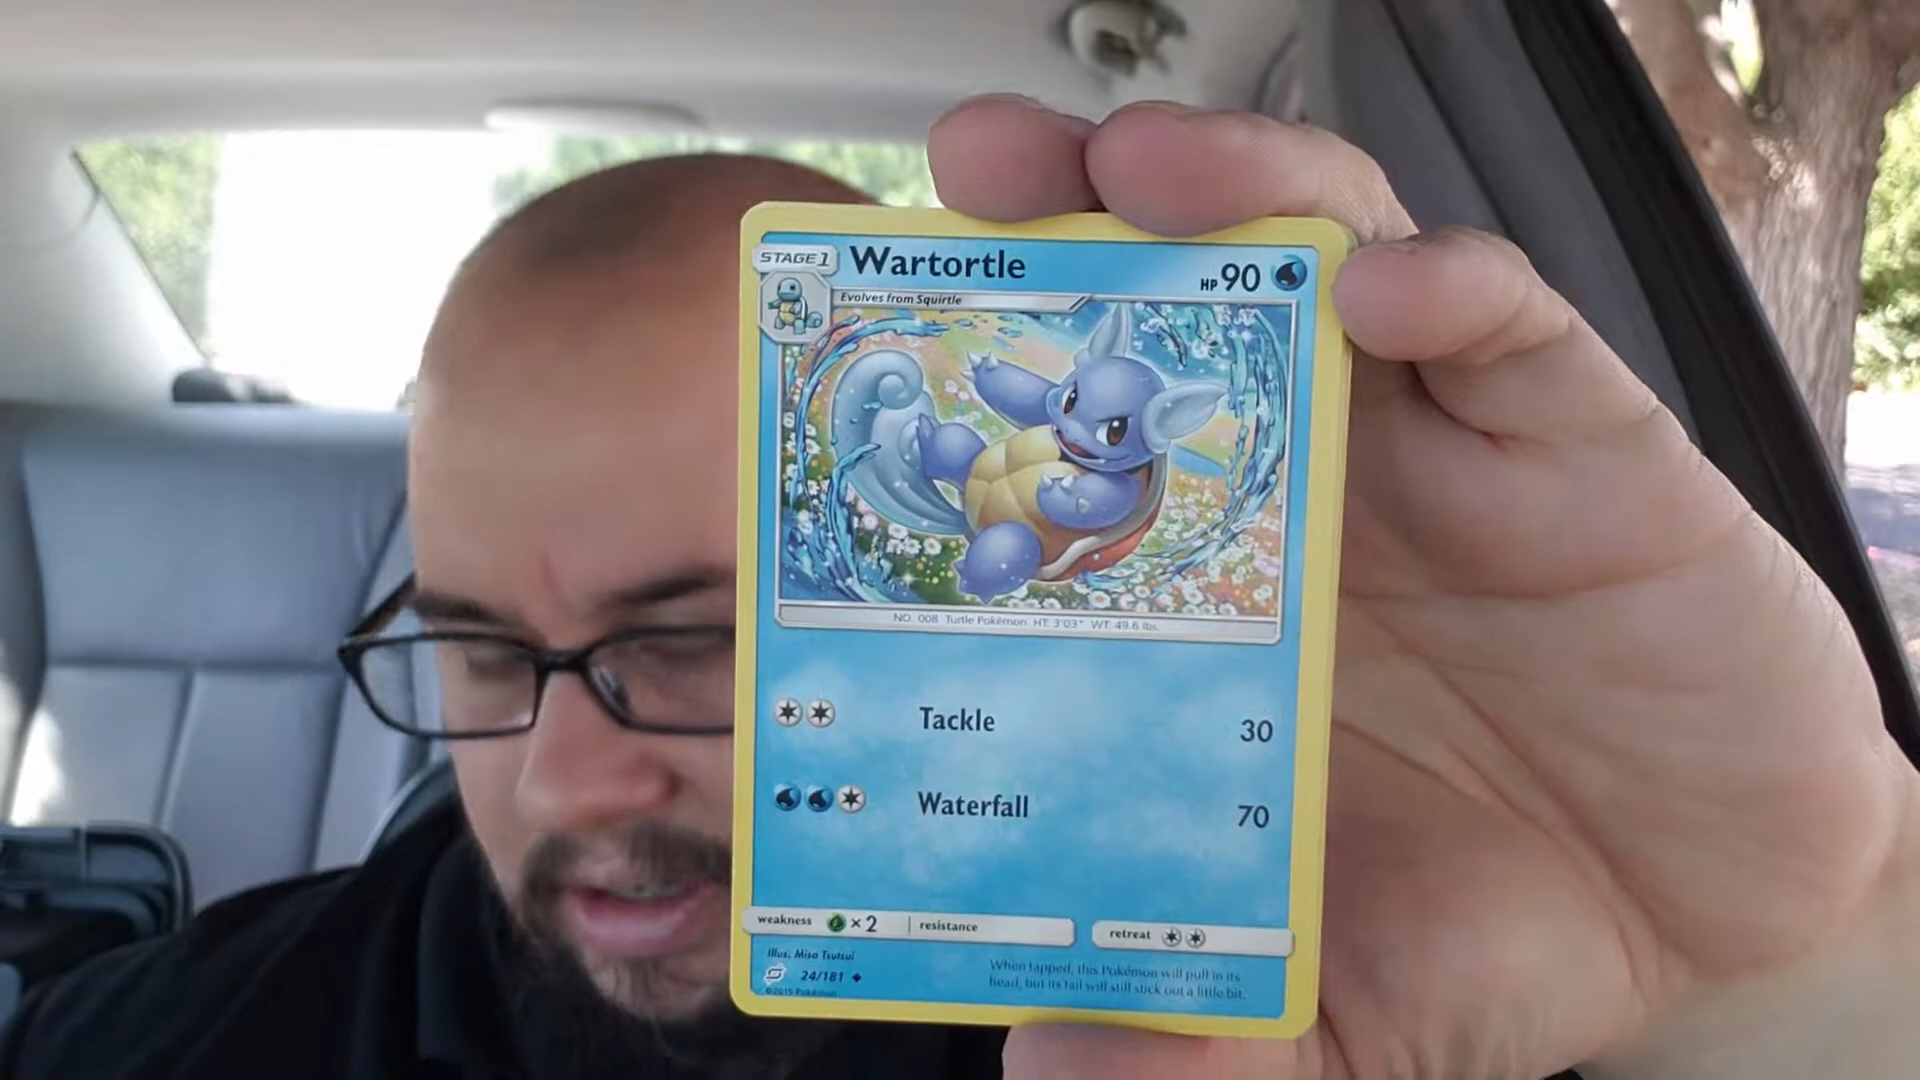 STAGE 1 Wartortle HP 90
Evolves from Squirtle
NO. 008 Turtle Pokémon HT: 3'03" WT: 49.6 lbs.
Tackle 30
Waterfall 70
weakness ×2 resistance retreat
Illus. Misa Tsutsui
24/181
©2019 Pokémon
When tapped, this Pokémon will pull in its
head, but its tail will still stick out a little bit.